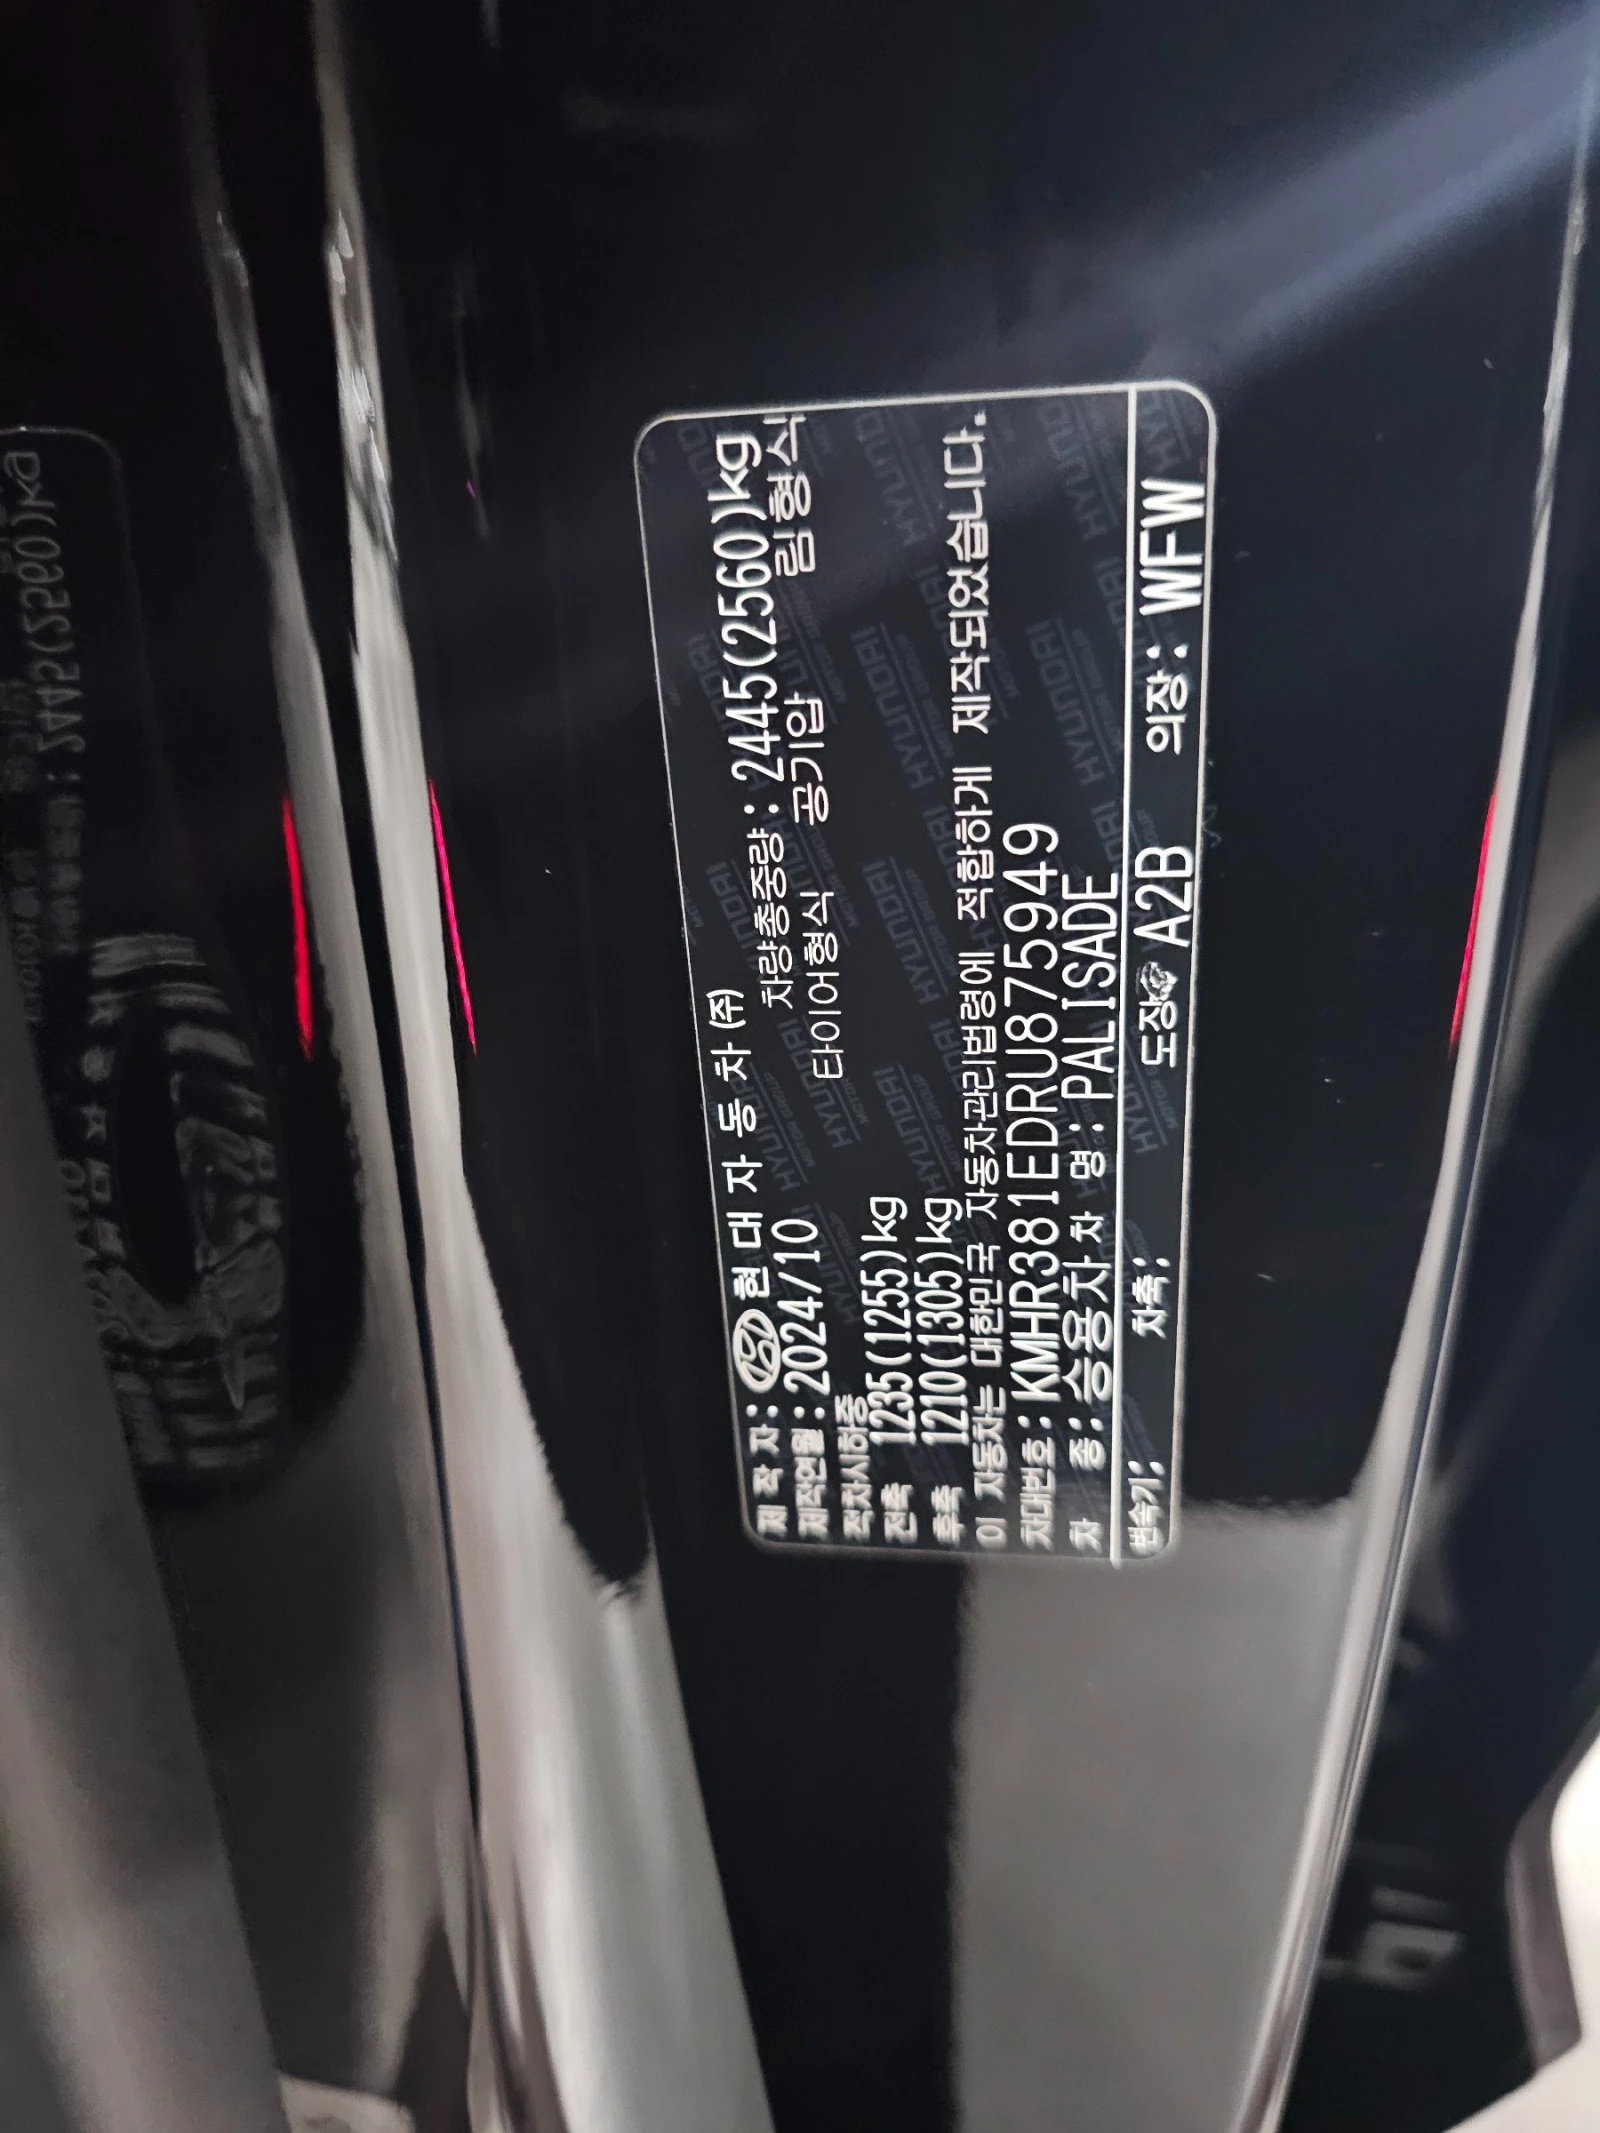 제 작 자: 현 대 자 동 차 (주)
제작연월: 2024/10 차량총중량: 2445(2560)kg
적차시하중 타이어형식 공기압 림형식
전축 1235(1255)kg
후축 1210(1305)kg
이 자동차는 대한민국 자동차관리법령에 적합하게 제작되었습니다.
차대번호: KMHR381EDRU875949
차 종: 승용차 차 명: PALISADE
변속기: 차축: 도장: A2B 의장: WFW